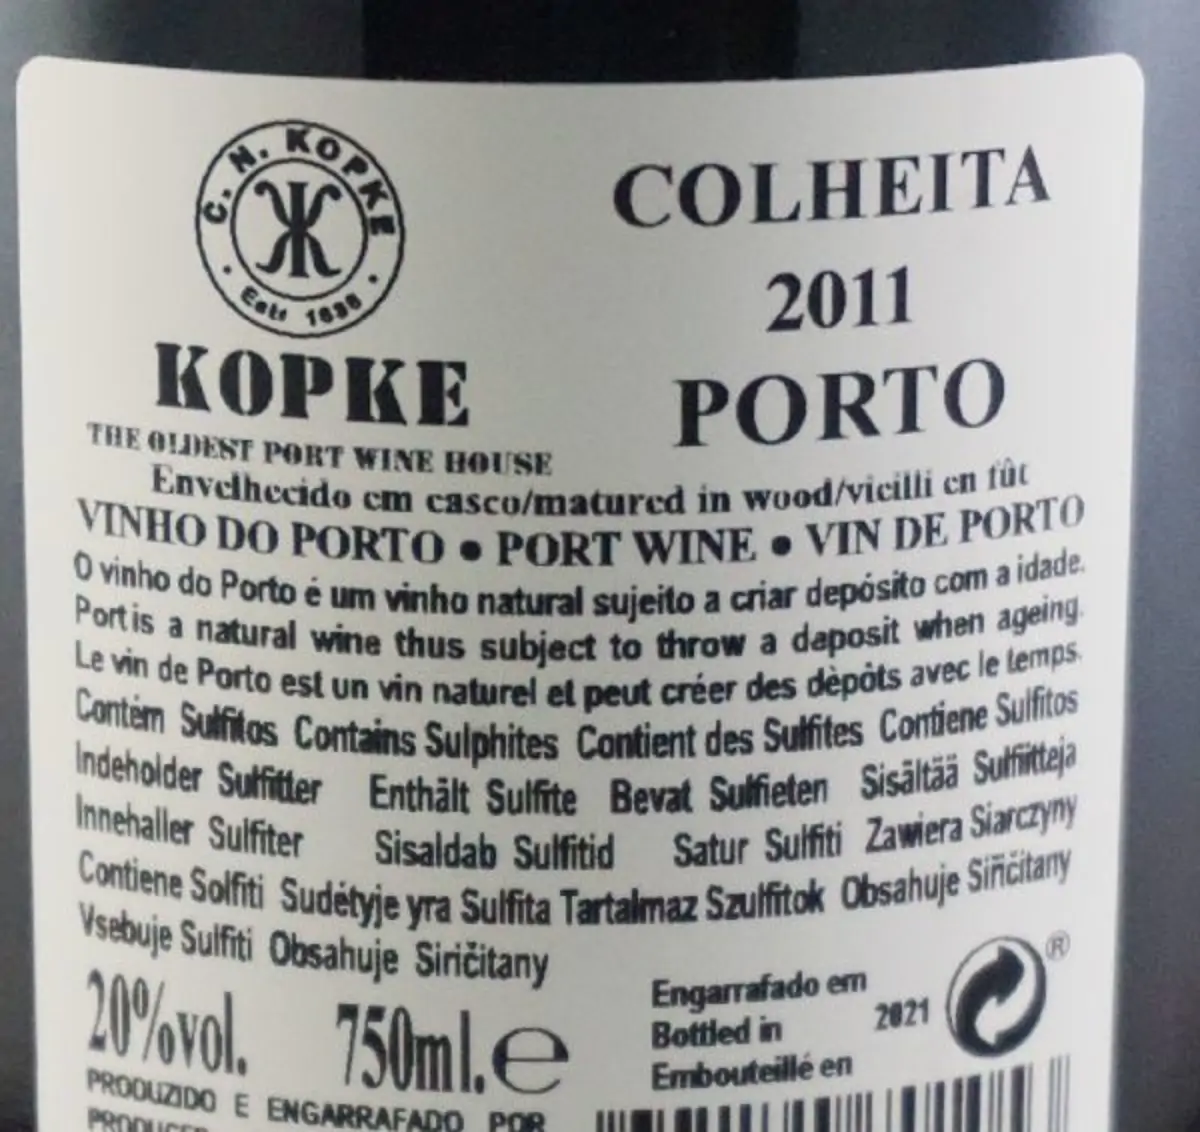 C. N. KOPKE
Estd 1638
KOPKE
THE OLDEST PORT WINE HOUSE
COLHEITA
2011
PORTO
Envelhecido em casco/matured in wood/vieilli en fût
VINHO DO PORTO • PORT WINE • VIN DE PORTO
O vinho do Porto é um vinho natural sujeito a criar depósito com a idade.
Port is a natural wine thus subject to throw a deposit when ageing.
Le vin de Porto est un vin naturel et peut créer des dèpôts avec le temps.
Contém Sulfitos Contains Sulphites Contient des Sulfites Contiene Sulfitos
Indeholder Sulfitter Enthält Sulfite Bevat Sulfieten Sisältää Sulfiitteja
Innehaller Sulfiter Sisaldab Sulfitid Satur Sulfiti Zawiera Siarczyny
Contiene Solfiti Sudétyje yra Sulfita Tartalmaz Szulfitok Obsahuje Siřičitany
Vsebuje Sulfiti Obsahuje Siričitany
20%vol. 750ml. e
Engarrafado em
Bottled in 2021
Embouteillé en
®
PRODUZIDO E ENGARRAFADO POR